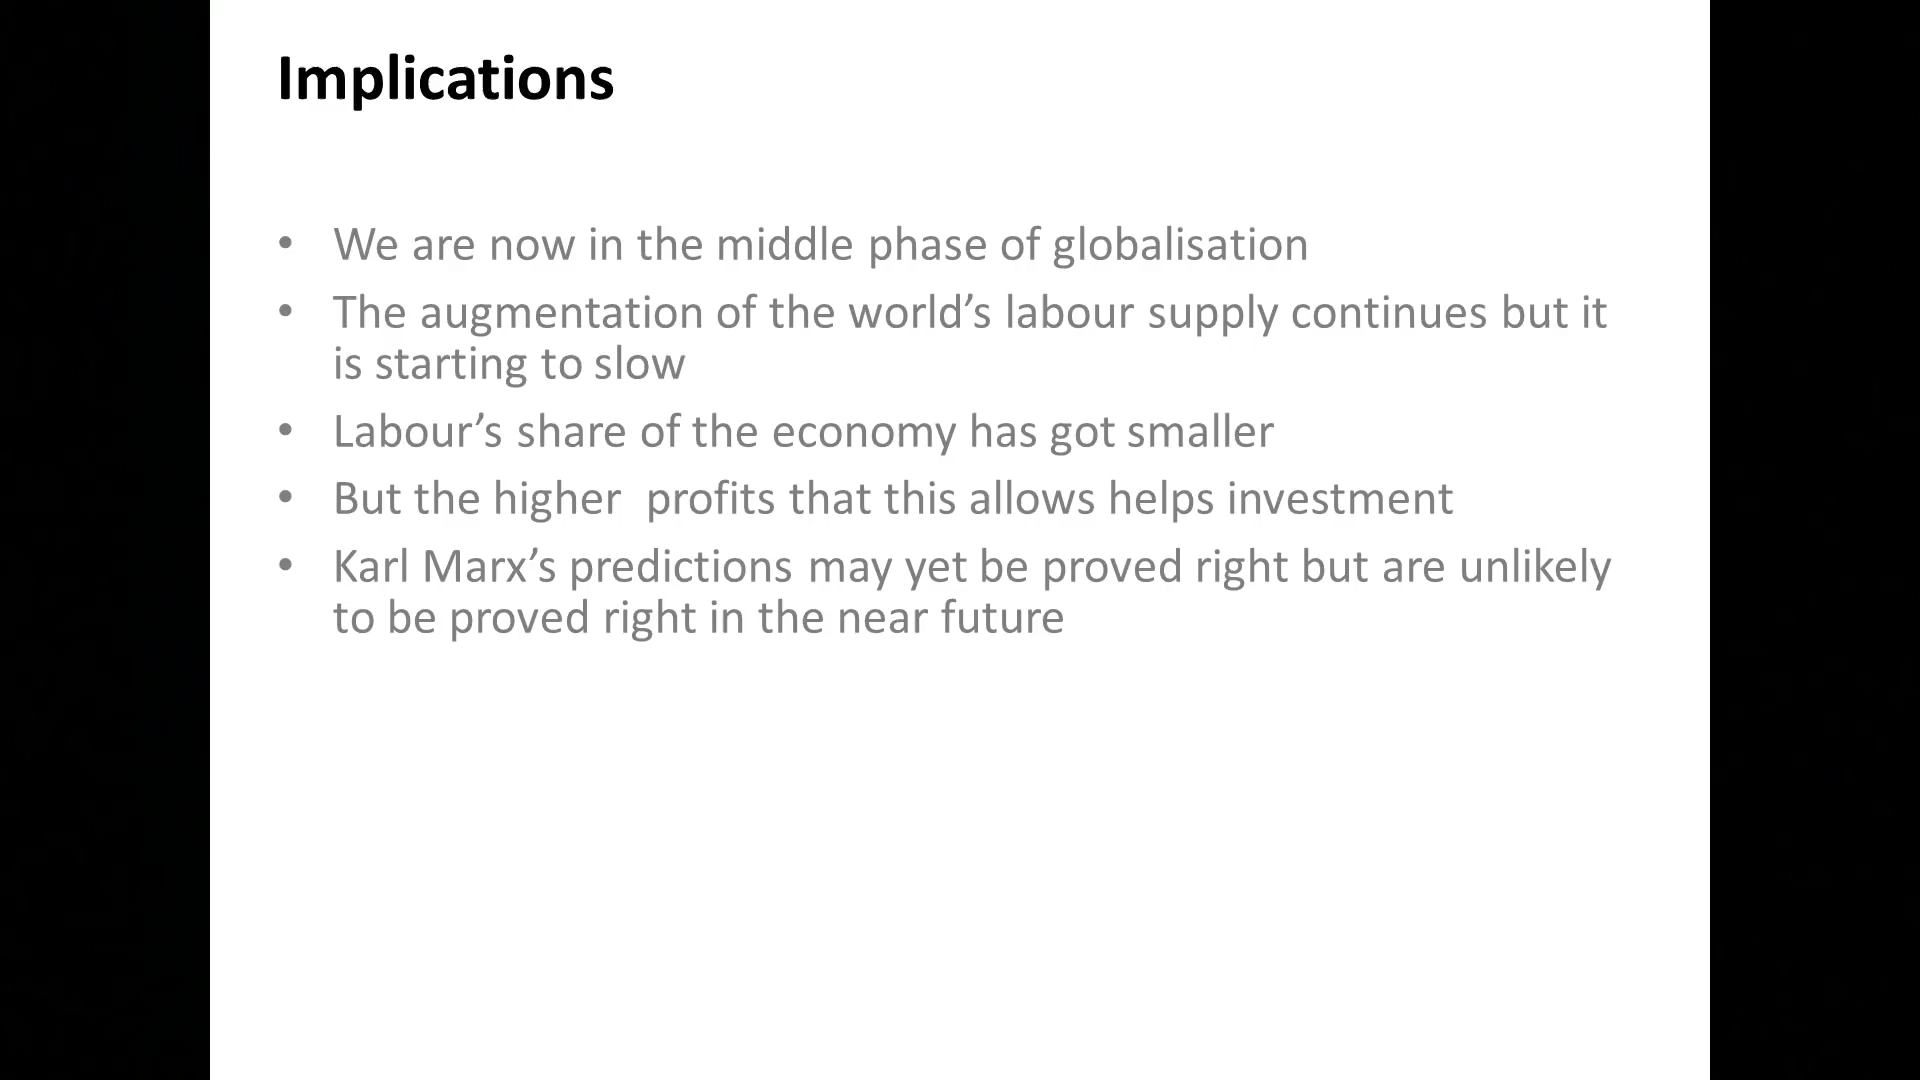 Implications
• We are now in the middle phase of globalisation
• The augmentation of the world’s labour supply continues but it
is starting to slow
• Labour’s share of the economy has got smaller
• But the higher  profits that this allows helps investment
• Karl Marx’s predictions may yet be proved right but are unlikely
to be proved right in the near future